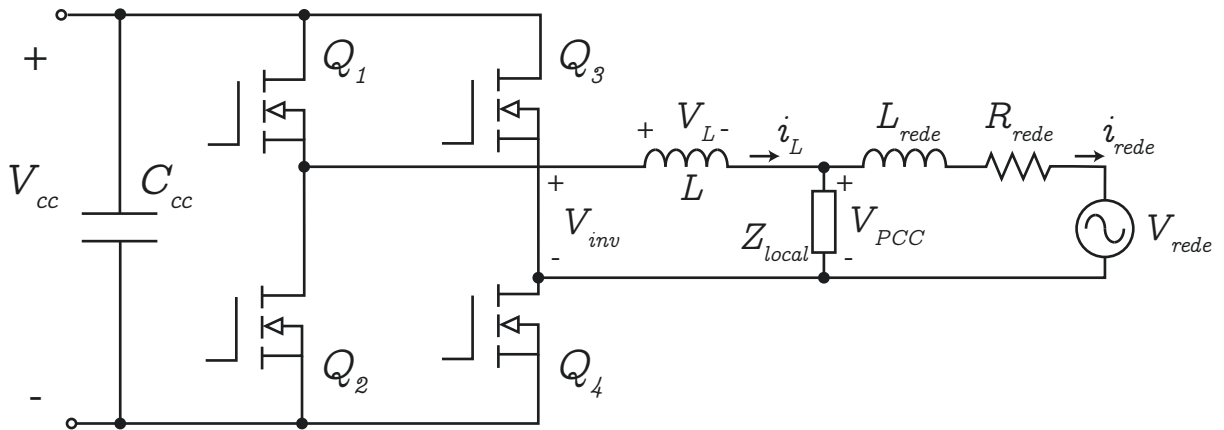 +
Q1
Q3
Vcc
Ccc
+ VL -
iL
Lrede
Rrede
irede
L
+
Vinv
-
Zlocal
+
VPCC
-
Vrede
Q2
Q4
-